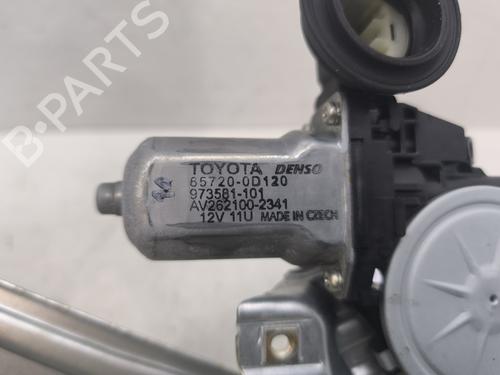 TOYOTA DENSO
85720-0D120
973581-101
AV262100-2341
12V 11U MADE IN CZECH
B-Parts